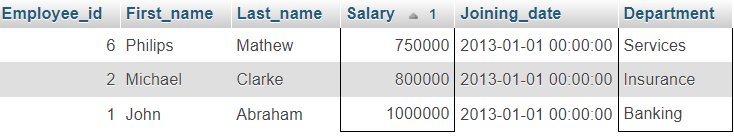 Employee_id First_name Last_name Salary 1 Joining_date Department
6 Philips Mathew 750000 2013-01-01 00:00:00 Services
2 Michael Clarke 800000 2013-01-01 00:00:00 Insurance
1 John Abraham 1000000 2013-01-01 00:00:00 Banking